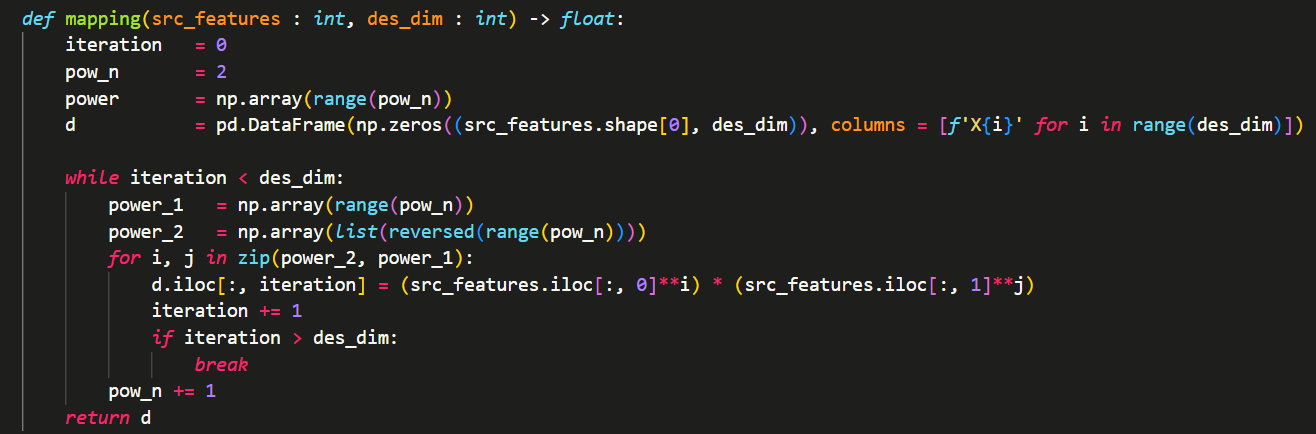 def mapping(src_features : int, des_dim : int) -> float:
    iteration   = 0
    pow_n       = 2
    power       = np.array(range(pow_n))
    d           = pd.DataFrame(np.zeros((src_features.shape[0], des_dim)), columns = [f'X{i}' for i in range(des_dim)])

    while iteration < des_dim:
        power_1   = np.array(range(pow_n))
        power_2   = np.array(list(reversed(range(pow_n))))
        for i, j in zip(power_2, power_1):
            d.iloc[:, iteration] = (src_features.iloc[:, 0]**i) * (src_features.iloc[:, 1]**j)
            iteration += 1
            if iteration > des_dim:
                break
        pow_n += 1
    return d